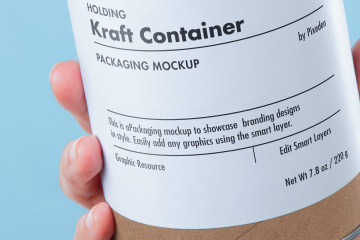 HOLDING
Kraft Container
by Pixeden
PACKAGING MOCKUP
This is aPackaging mockup to showcase branding designs
in style. Easily add any graphics using the smart layer.
Graphic Resource
Edit Smart Layers
Net Wt 7.8 oz / 220 g